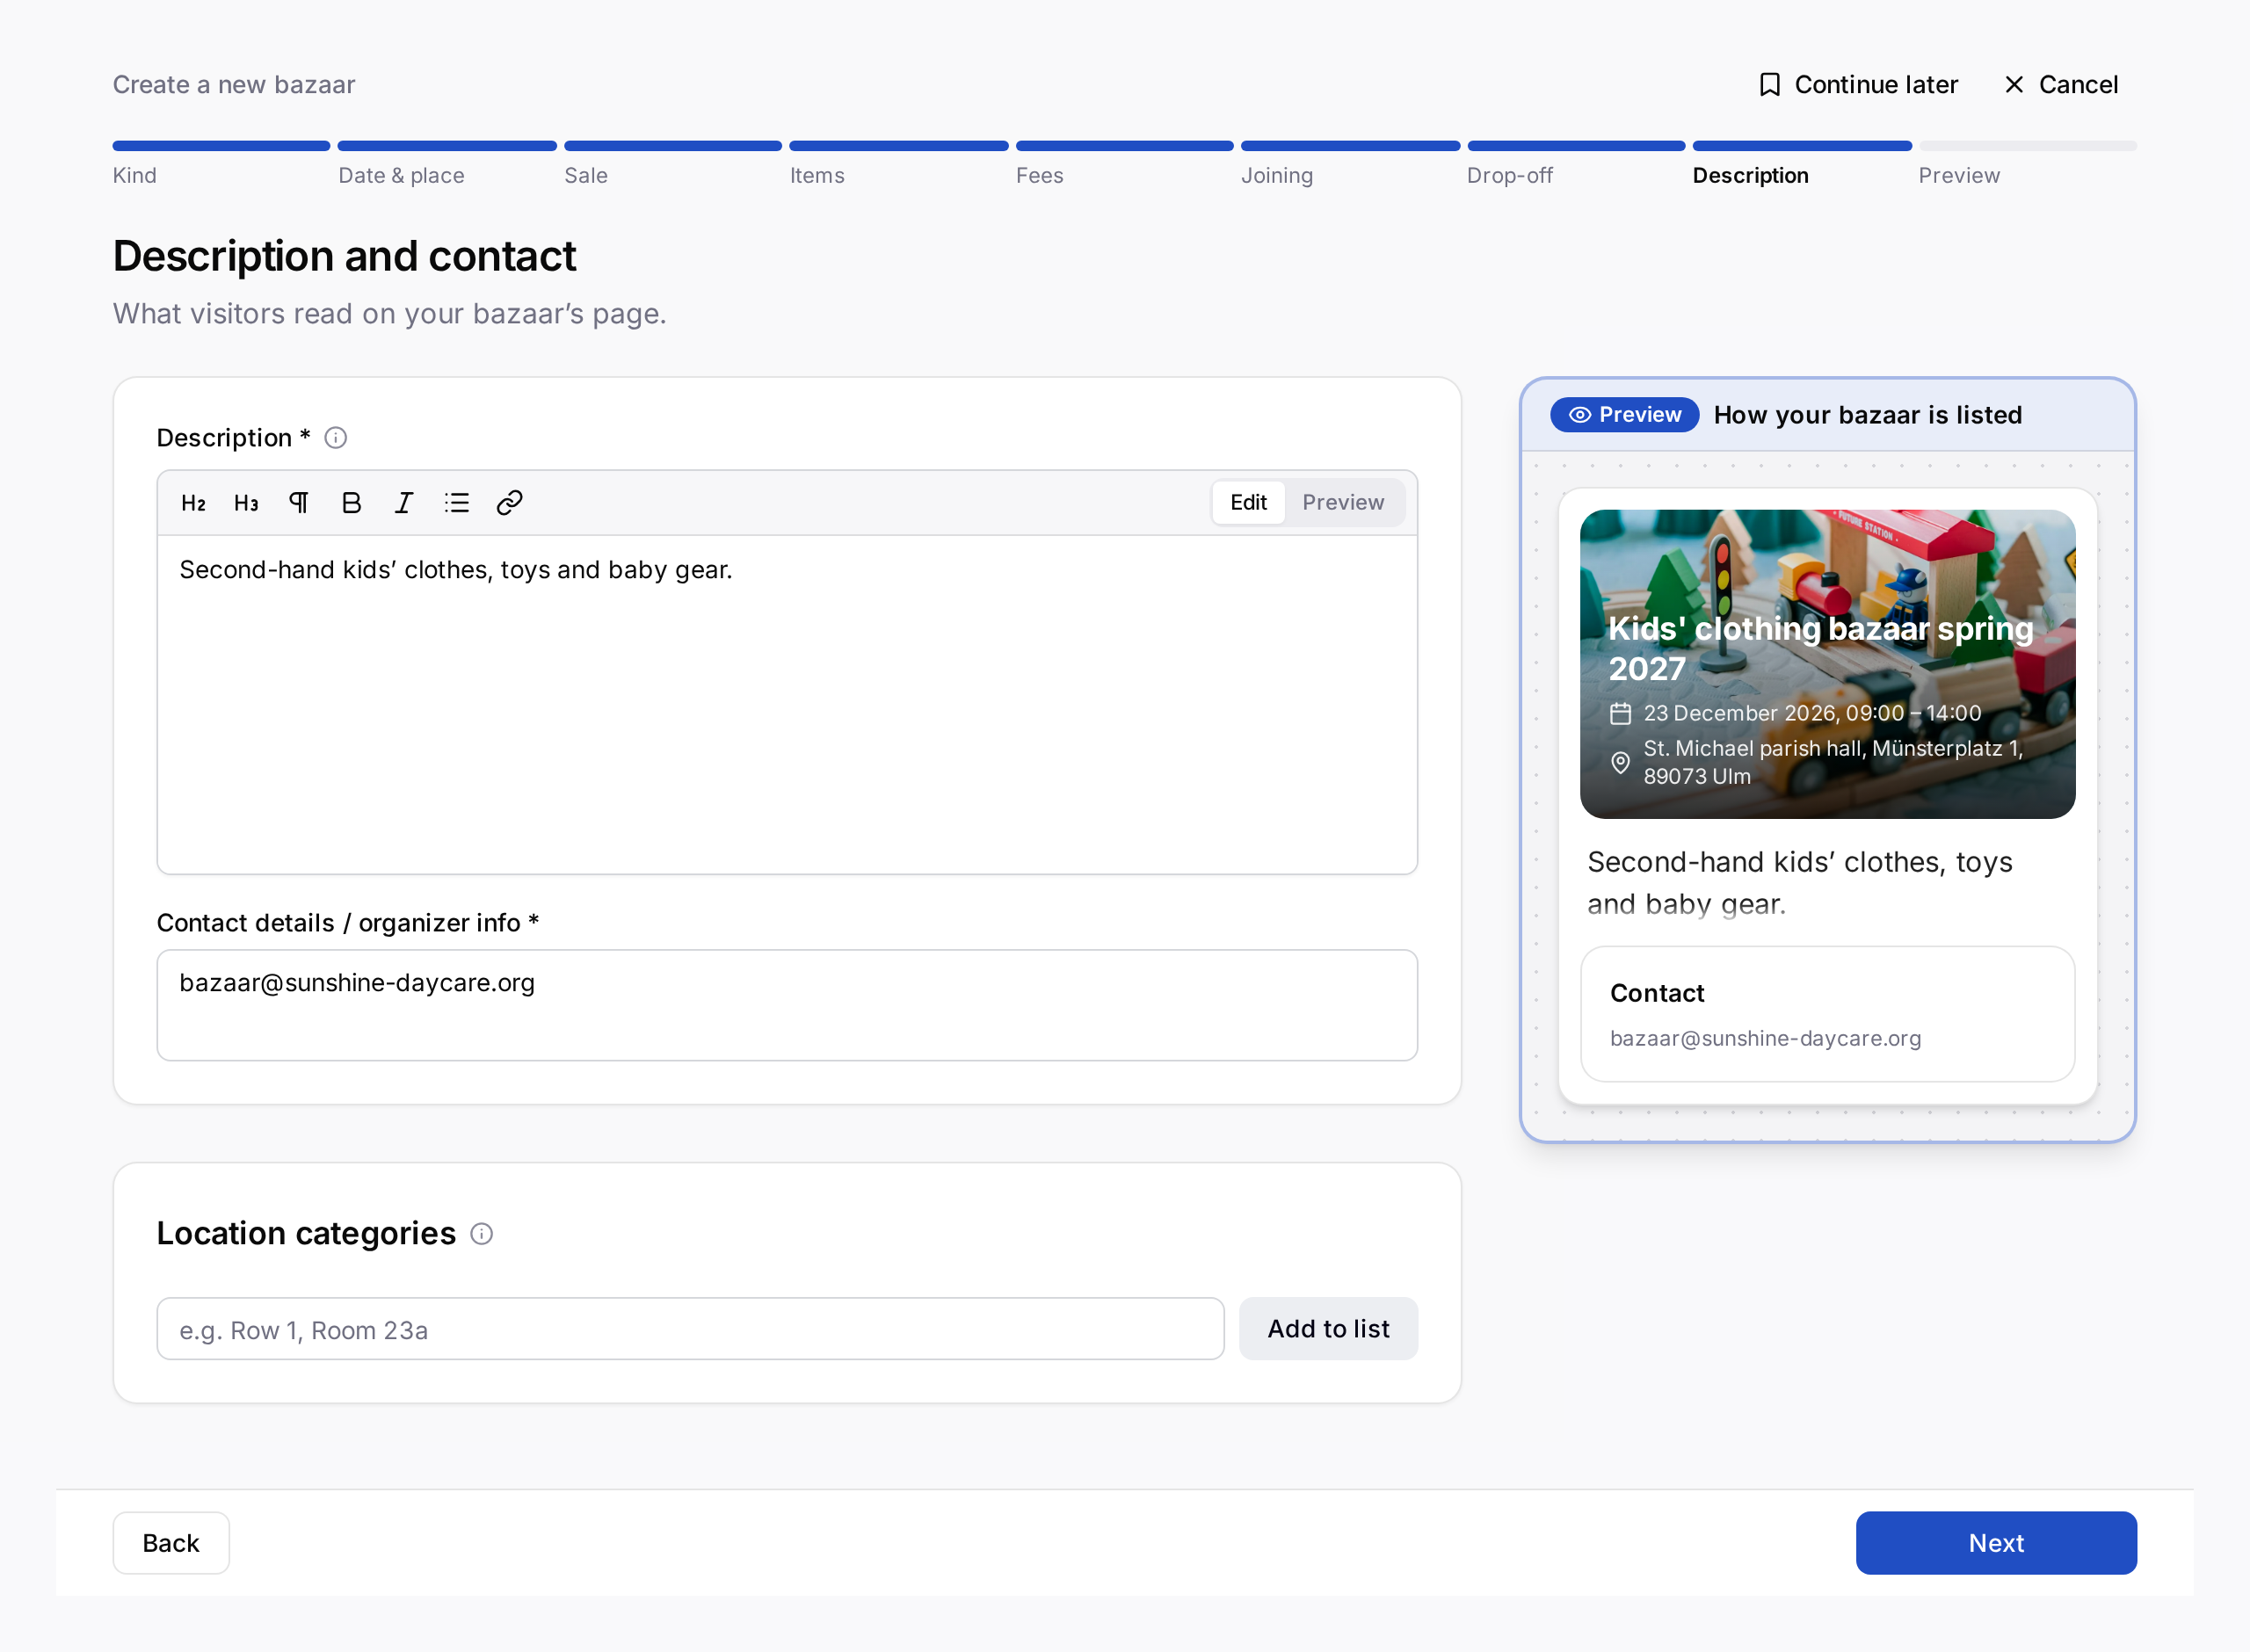 Create a new bazaar
Continue later
Cancel
Kind
Date & place
Sale
Items
Fees
Joining
Drop-off
Description
Preview
Description and contact
What visitors read on your bazaar’s page.
Description *
H2 H3
Edit
Preview
Second-hand kids’ clothes, toys and baby gear.
Contact details / organizer info *
bazaar@sunshine-daycare.org
Location categories
e.g. Row 1, Room 23a
Add to list
Preview
How your bazaar is listed
FUTURE STATION
Kids' clothing bazaar spring
2027
23 December 2026, 09:00 – 14:00
St. Michael parish hall, Münsterplatz 1,
89073 Ulm
Second-hand kids’ clothes, toys
and baby gear.
Contact
bazaar@sunshine-daycare.org
Back
Next